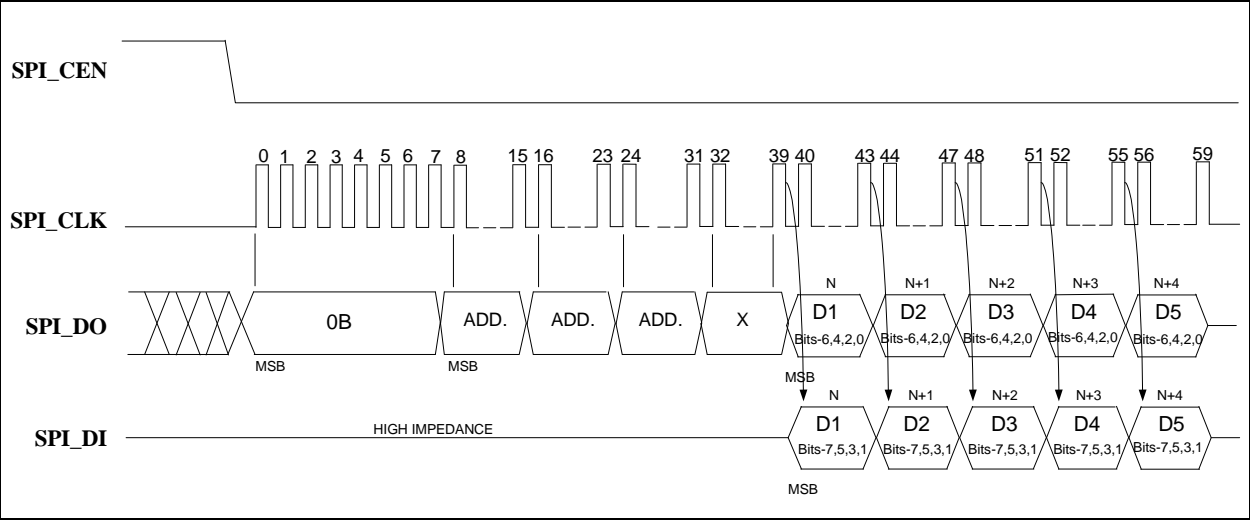 SPI_CEN
0 1 2 3 4 5 6 7 8 15 16 23 24 31 32 39 40 43 44 47 48 51 52 55 56 59
SPI_CLK
N N+1 N+2 N+3 N+4
SPI_DO 0B ADD. ADD. ADD. X D1 D2 D3 D4 D5
Bits-6,4,2,0 Bits-6,4,2,0 Bits-6,4,2,0 Bits-6,4,2,0 Bits-6,4,2,0
MSB MSB MSB
N N+1 N+2 N+3 N+4
SPI_DI HIGH IMPEDANCE D1 D2 D3 D4 D5
Bits-7,5,3,1 Bits-7,5,3,1 Bits-7,5,3,1 Bits-7,5,3,1 Bits-7,5,3,1
MSB